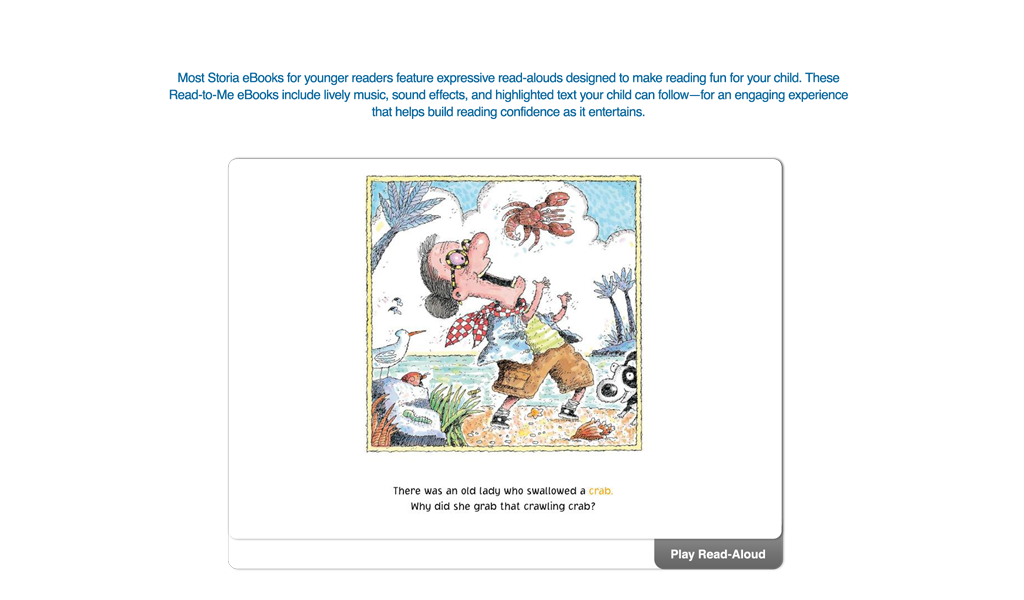 Most Storia eBooks for younger readers feature expressive read-alouds designed to make reading fun for your child. These
Read-to-Me eBooks include lively music, sound effects, and highlighted text your child can follow—for an engaging experience
that helps build reading confidence as it entertains.
There was an old lady who swallowed a crab.
Why did she grab that crawling crab?
Play Read-Aloud